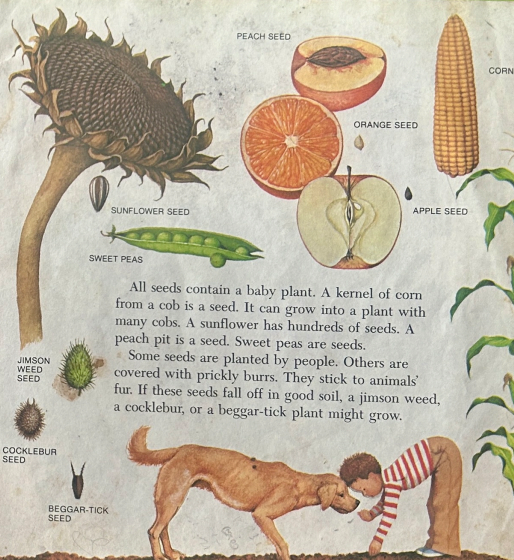 PEACH SEED
CORN
ORANGE SEED
APPLE SEED
SUNFLOWER SEED
SWEET PEAS
All seeds contain a baby plant. A kernel of corn
from a cob is a seed. It can grow into a plant with
many cobs. A sunflower has hundreds of seeds. A
peach pit is a seed. Sweet peas are seeds.
Some seeds are planted by people. Others are
covered with prickly burrs. They stick to animals'
fur. If these seeds fall off in good soil, a jimson weed,
a cocklebur, or a beggar-tick plant might grow.
JIMSON
WEED
SEED
COCKLEBUR
SEED
BEGGAR-TICK
SEED